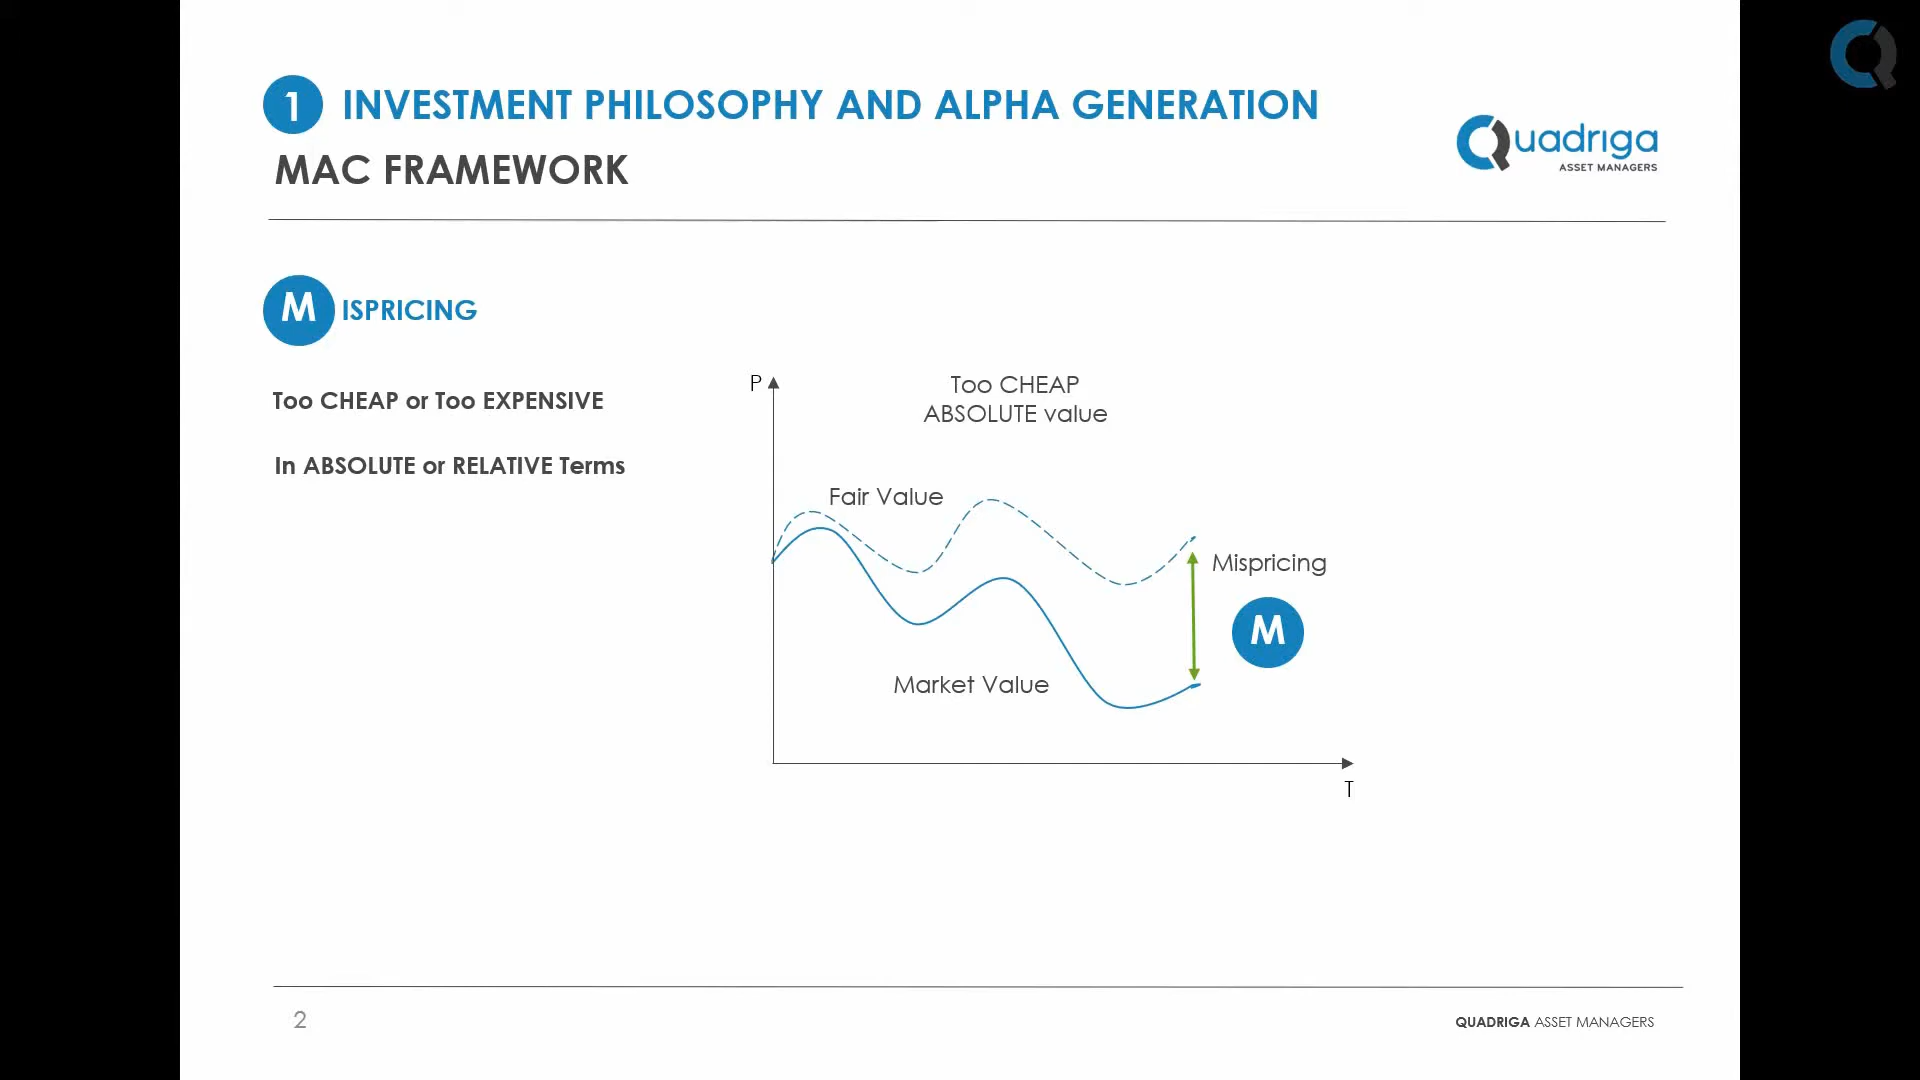 1 INVESTMENT PHILOSOPHY AND ALPHA GENERATION
MAC FRAMEWORK
Quadriga
ASSET MANAGERS
M ISPRICING
Too CHEAP or Too EXPENSIVE
In ABSOLUTE or RELATIVE Terms
P
Too CHEAP
ABSOLUTE value
Fair Value
Mispricing
M
Market Value
T
2
QUADRIGA ASSET MANAGERS